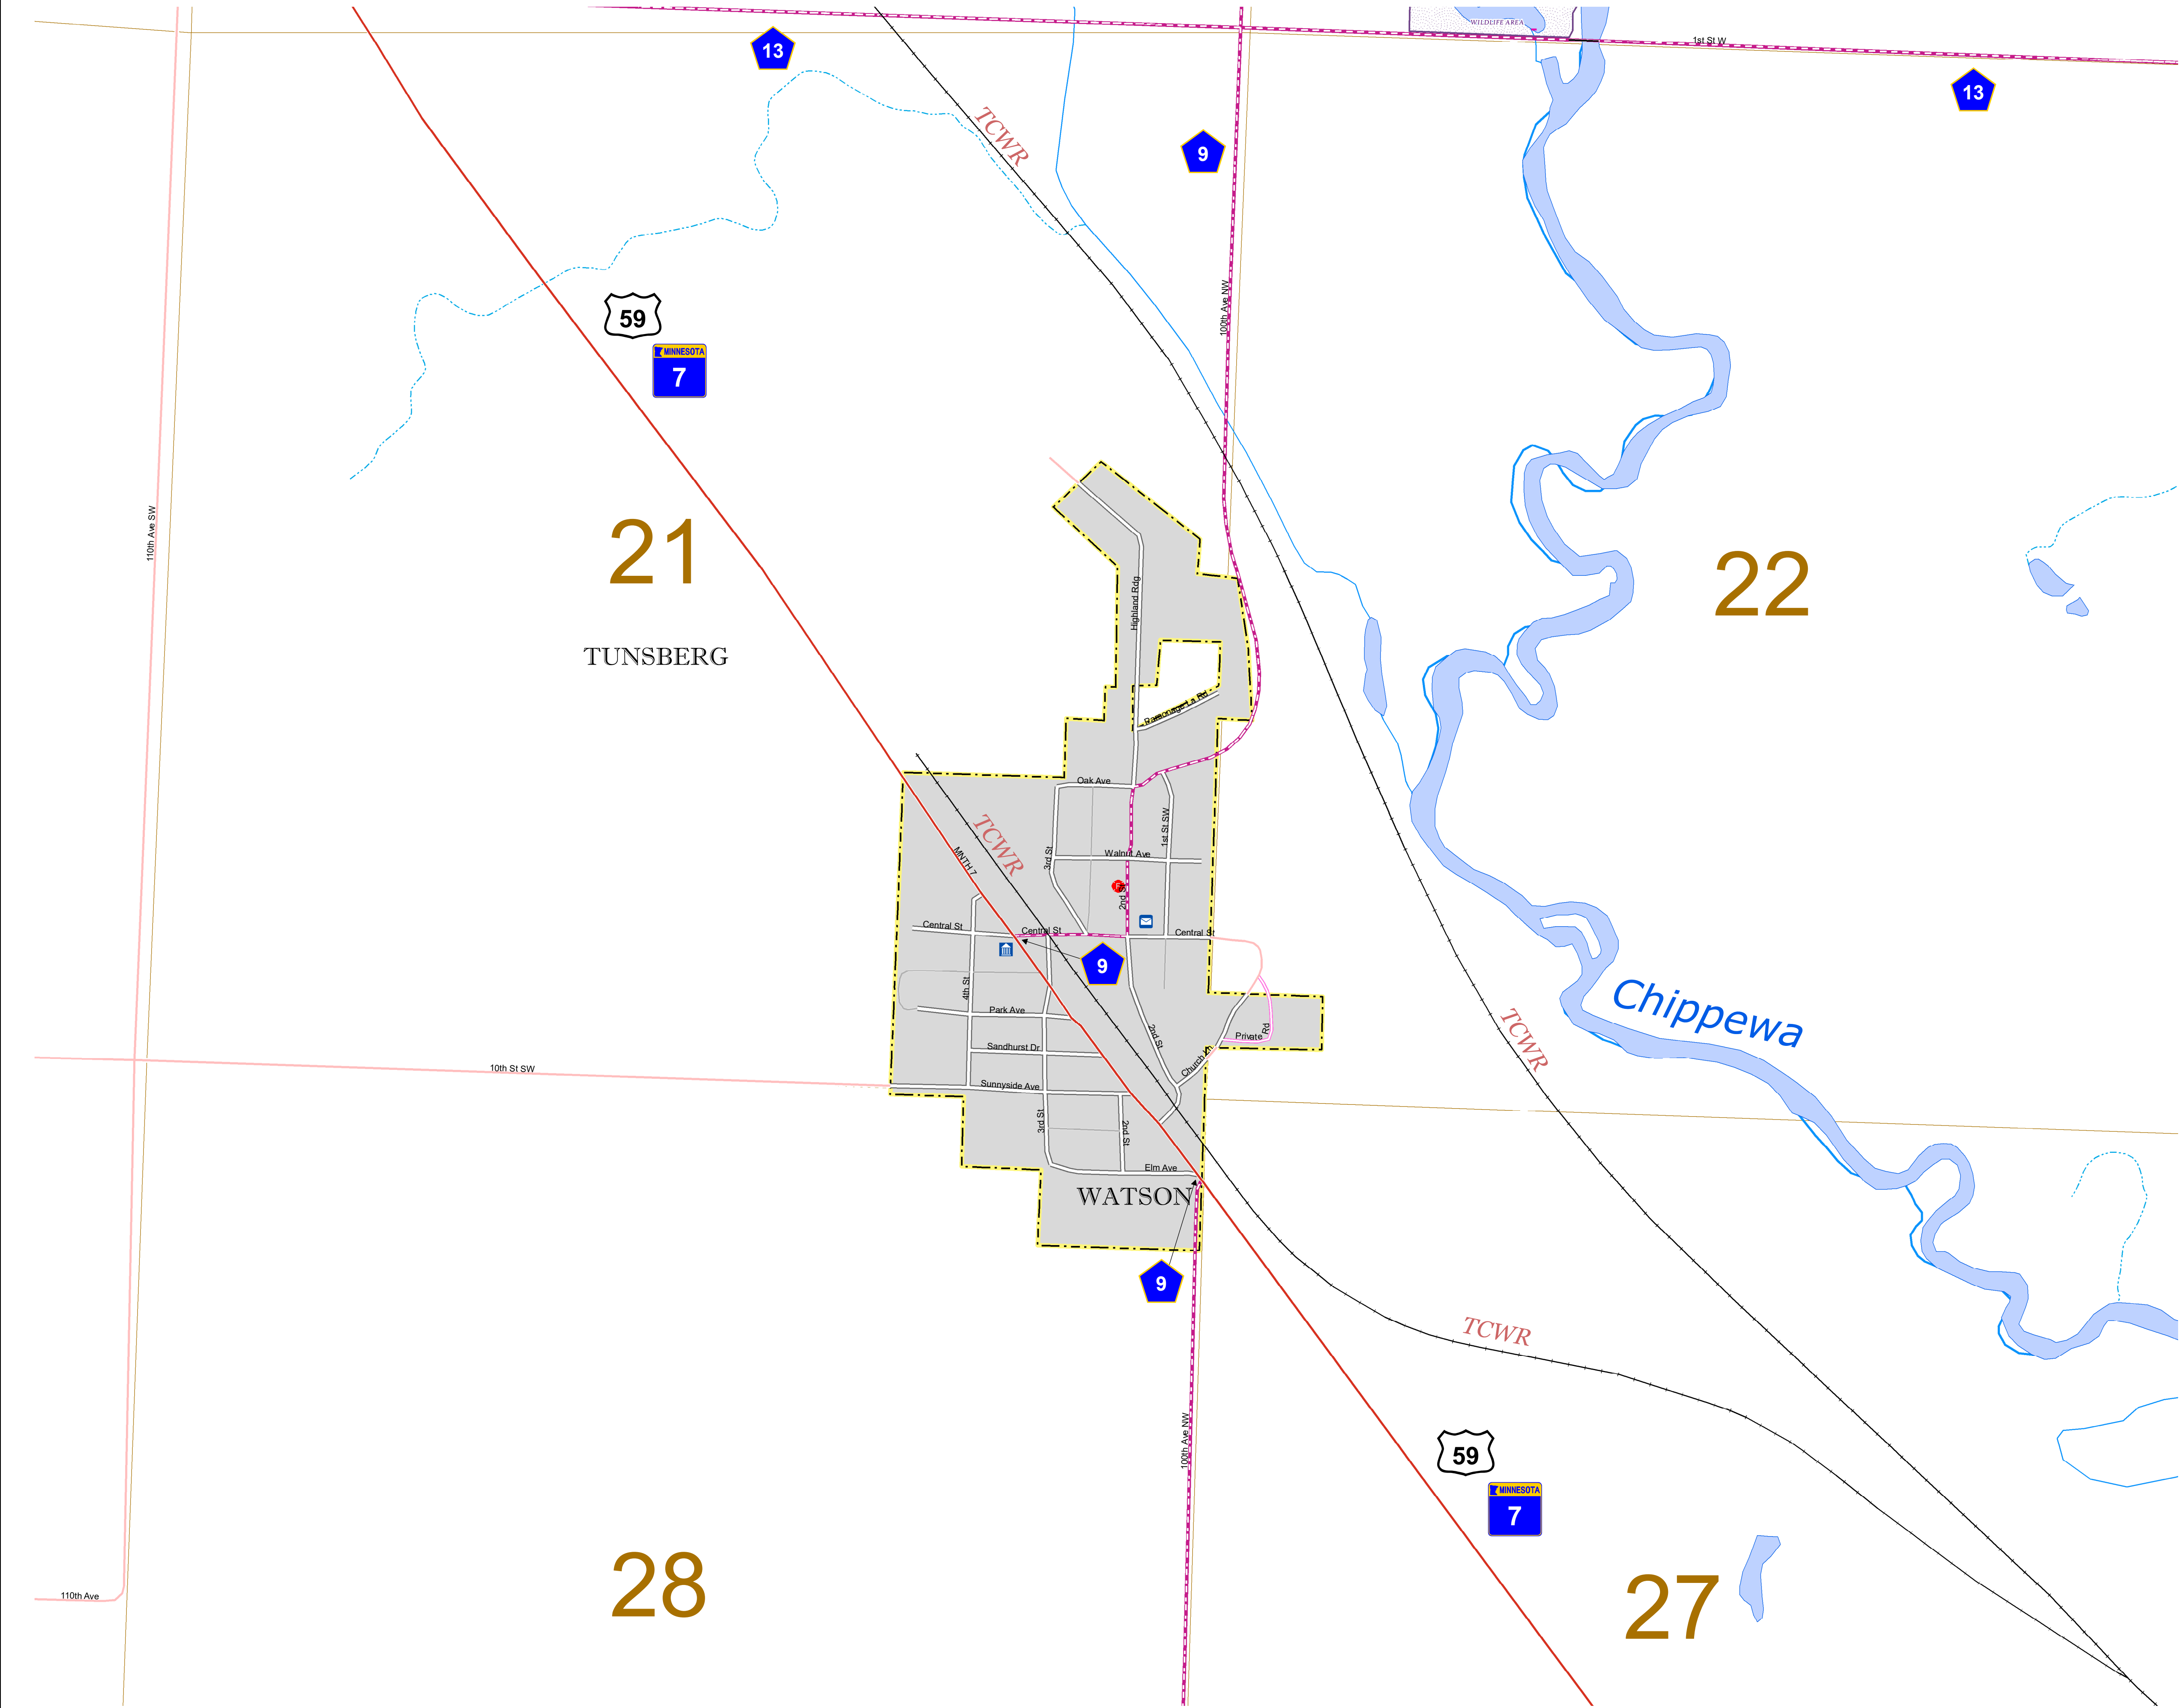 WILDLIFE AREA
1st St W
13
13
TCWR
9
100th Ave NW
59
MINNESOTA
7
110th Ave SW
21
22
TUNSBERG
Highland Rdg
Parsonage La Rd
Oak Ave
1st St SW
TCWR
3rd St
Walnut Ave
MNTH 7
F
2nd St
Central St
Central St
Central St
9
4th St
Park Ave
Chippewa
TCWR
2nd St
Private Rd
Sandhurst Dr
Church Ln
10th St SW
Sunnyside Ave
3rd St
2nd St
Elm Ave
WATSON
9
TCWR
100th Ave NW
59
MINNESOTA
7
28
27
110th Ave